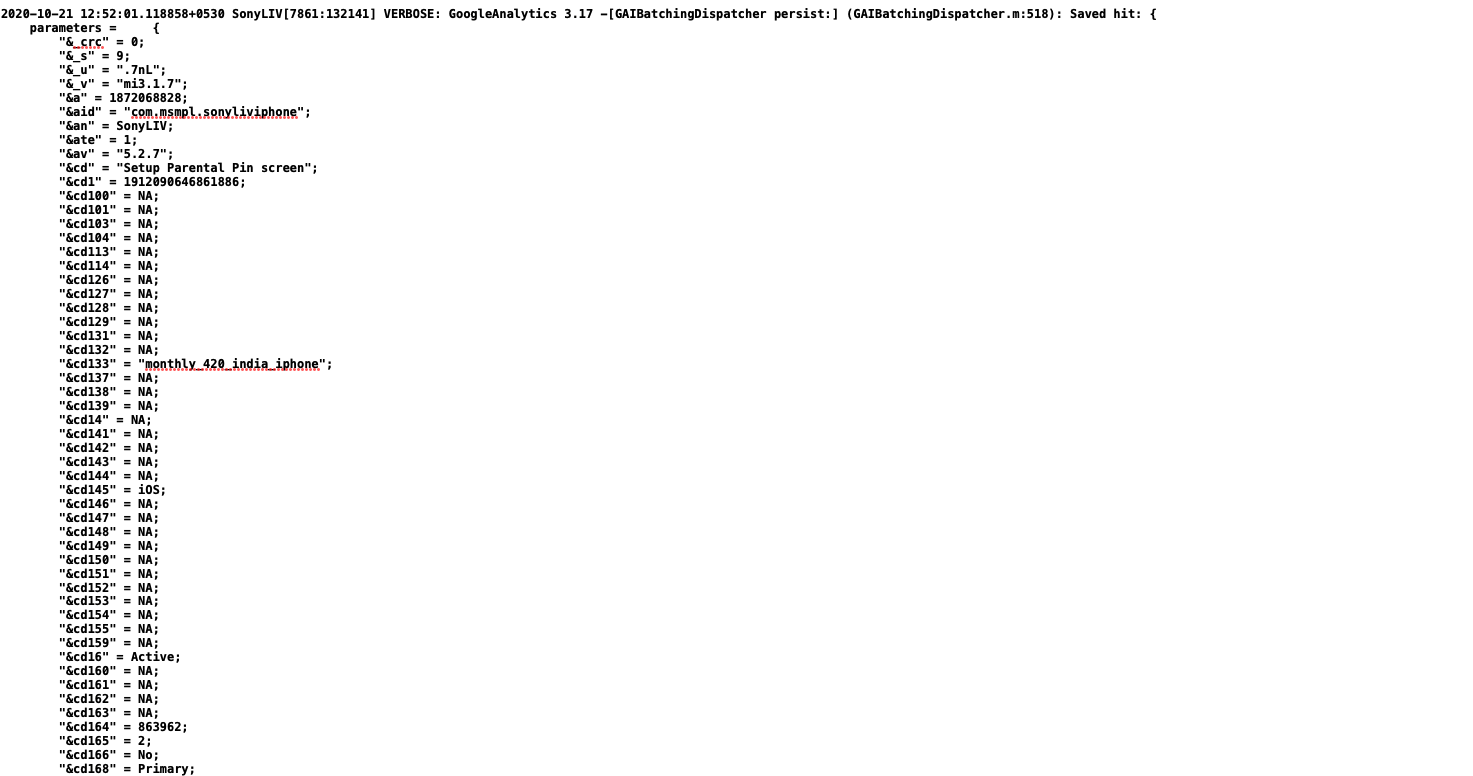 2020-10-21 12:52:01.118858+0530 SonyLIV[7861:132141] VERBOSE: GoogleAnalytics 3.17 -[GAIBatchingDispatcher persist:] (GAIBatchingDispatcher.m:518): Saved hit: {
parameters =     {
"&_crc" = 0;
"&_s" = 9;
"&_u" = ".7nL";
"&_v" = "mi3.1.7";
"&a" = 1872068828;
"&aid" = "com.msmpl.sonyliviphone";
"&an" = SonyLIV;
"&ate" = 1;
"&av" = "5.2.7";
"&cd" = "Setup Parental Pin screen";
"&cd1" = 1912090646861886;
"&cd100" = NA;
"&cd101" = NA;
"&cd103" = NA;
"&cd104" = NA;
"&cd113" = NA;
"&cd114" = NA;
"&cd126" = NA;
"&cd127" = NA;
"&cd128" = NA;
"&cd129" = NA;
"&cd131" = NA;
"&cd132" = NA;
"&cd133" = "monthly_420_india_iphone";
"&cd137" = NA;
"&cd138" = NA;
"&cd139" = NA;
"&cd14" = NA;
"&cd141" = NA;
"&cd142" = NA;
"&cd143" = NA;
"&cd144" = NA;
"&cd145" = iOS;
"&cd146" = NA;
"&cd147" = NA;
"&cd148" = NA;
"&cd149" = NA;
"&cd150" = NA;
"&cd151" = NA;
"&cd152" = NA;
"&cd153" = NA;
"&cd154" = NA;
"&cd155" = NA;
"&cd159" = NA;
"&cd16" = Active;
"&cd160" = NA;
"&cd161" = NA;
"&cd162" = NA;
"&cd163" = NA;
"&cd164" = 863962;
"&cd165" = 2;
"&cd166" = No;
"&cd168" = Primary;